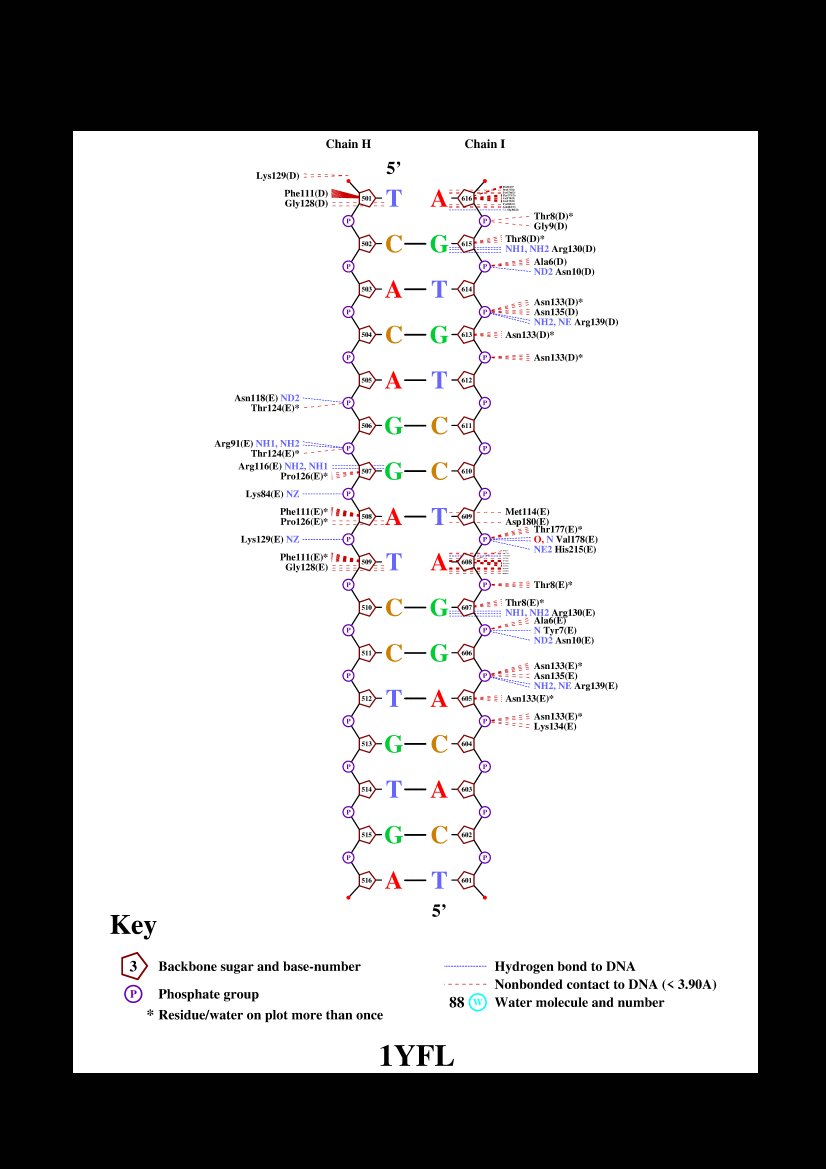 Chain H Chain I
5’
Lys129(D)
Phe111(D) 501 T A 616
Gly128(D)
P P Thr8(D)*
Gly9(D)
Thr8(D)*
502 C G 615 NH1, NH2 Arg130(D)
P P Ala6(D)
ND2 Asn10(D)
503 A T 614
Asn133(D)*
P P Asn135(D)
NH2, NE Arg139(D)
504 C G 613 Asn133(D)*
P P Asn133(D)*
505 A T 612
Asn118(E) ND2 P P
Thr124(E)*
506 G C 611
Arg91(E) NH1, NH2 P P
Thr124(E)*
Arg116(E) NH2, NH1 507 G C 610
Pro126(E)*
Lys84(E) NZ P P
Phe111(E)* 508 A T 609 Met114(E)
Pro126(E)* Asp180(E)
Thr177(E)*
Lys129(E) NZ P P O, N Val178(E)
NE2 His215(E)
Phe111(E)* 509 T A 608
Gly128(E)
P P Thr8(E)*
510 C G 607 Thr8(E)*
NH1, NH2 Arg130(E)
Ala6(E)
P P N Tyr7(E)
ND2 Asn10(E)
511 C G 606
Asn133(E)*
P P Asn135(E)
NH2, NE Arg139(E)
512 T A 605 Asn133(E)*
P P Asn133(E)*
Lys134(E)
513 G C 604
P P
514 T A 603
P P
515 G C 602
P P
516 A T 601
5’
Key
3 Backbone sugar and base-number
P Phosphate group
* Residue/water on plot more than once
Hydrogen bond to DNA
Nonbonded contact to DNA (< 3.90A)
88 W Water molecule and number
1YFL